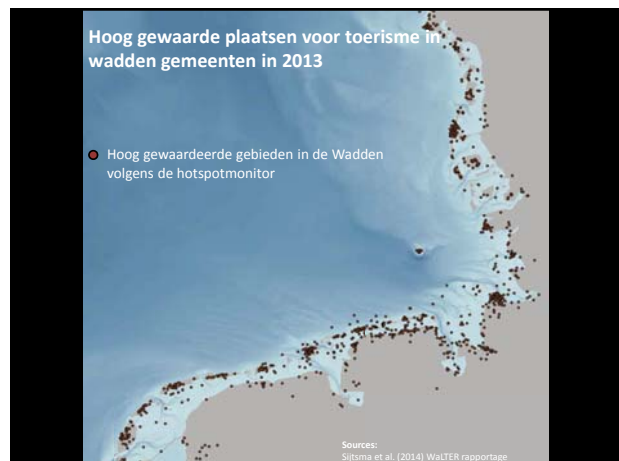 Hoog gewaarde plaatsen voor toerisme in
wadden gemeenten in 2013
Hoog gewaardeerde gebieden in de Wadden
volgens de hotspotmonitor
Sources:
Sijtsma et al. (2014) WaLTER rapportage